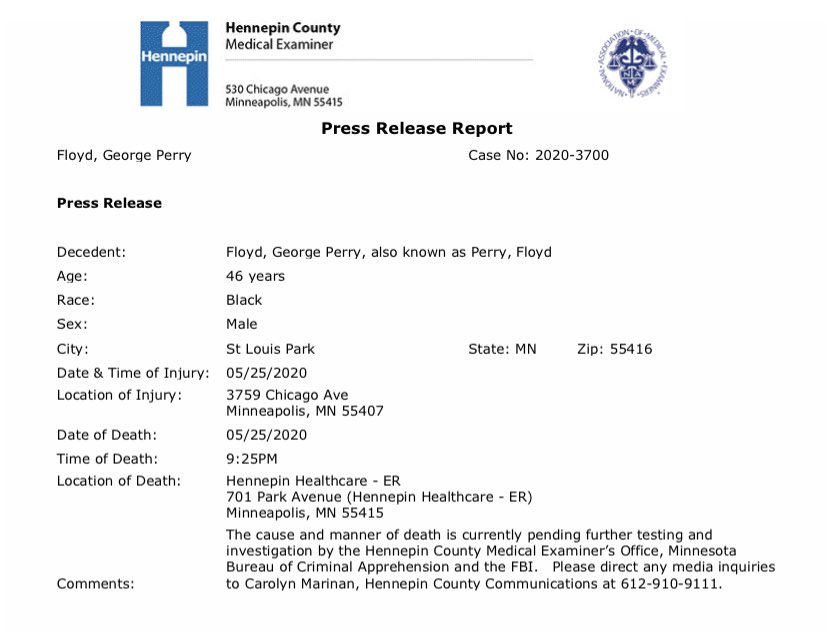 Hennepin
Hennepin County
Medical Examiner
530 Chicago Avenue
Minneapolis, MN 55415
NATIONAL ASSOCIATION OF MEDICAL EXAMINERS
NAME
Press Release Report
Floyd, George Perry Case No: 2020-3700
Press Release
Decedent: Floyd, George Perry, also known as Perry, Floyd
Age: 46 years
Race: Black
Sex: Male
City: St Louis Park State: MN Zip: 55416
Date & Time of Injury: 05/25/2020
Location of Injury: 3759 Chicago Ave
Minneapolis, MN 55407
Date of Death: 05/25/2020
Time of Death: 9:25PM
Location of Death: Hennepin Healthcare - ER
701 Park Avenue (Hennepin Healthcare - ER)
Minneapolis, MN 55415
The cause and manner of death is currently pending further testing and
investigation by the Hennepin County Medical Examiner's Office, Minnesota
Bureau of Criminal Apprehension and the FBI. Please direct any media inquiries
Comments: to Carolyn Marinan, Hennepin County Communications at 612-910-9111.